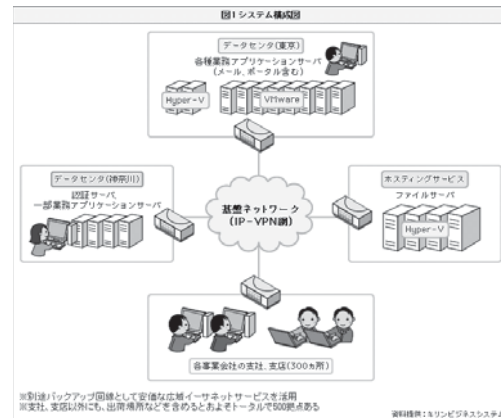 図1 システム構成図
データセンタ(東京)
各種業務アプリケーションサーバ
(メール、ポータル含む)
Hyper-V
VMware
データセンタ(神奈川)
認証サーバ、
一部業務アプリケーションサーバ
基盤ネットワーク
(IP-VPN網)
ホスティングサービス
ファイルサーバ
Hyper-V
各事業会社の支社、支店(300ヵ所)
※別途バックアップ回線として安価な広域イーサネットサービスを活用
※支社、支店以外にも、出荷場所などを含めるとおよそトータルで500拠点ある
資料提供：キリンビジネスシステム